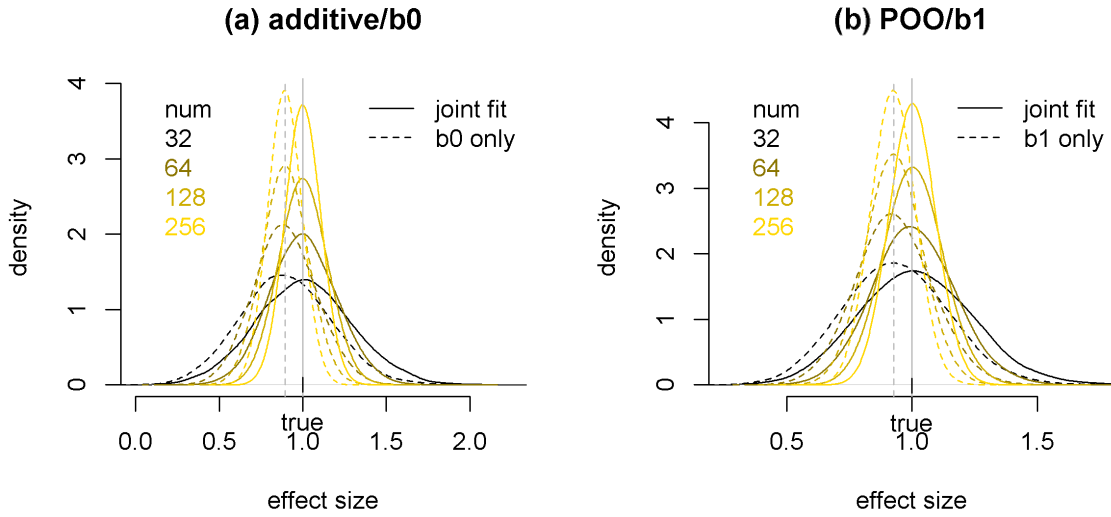 (a) additive/b0
num
32
64
128
256
joint fit
b0 only
density
0
1
2
3
4
true
0.0
0.5
1.0
1.5
2.0
effect size
(b) POO/b1
num
32
64
128
256
joint fit
b1 only
density
0
1
2
3
4
true
0.5
1.0
1.5
effect size